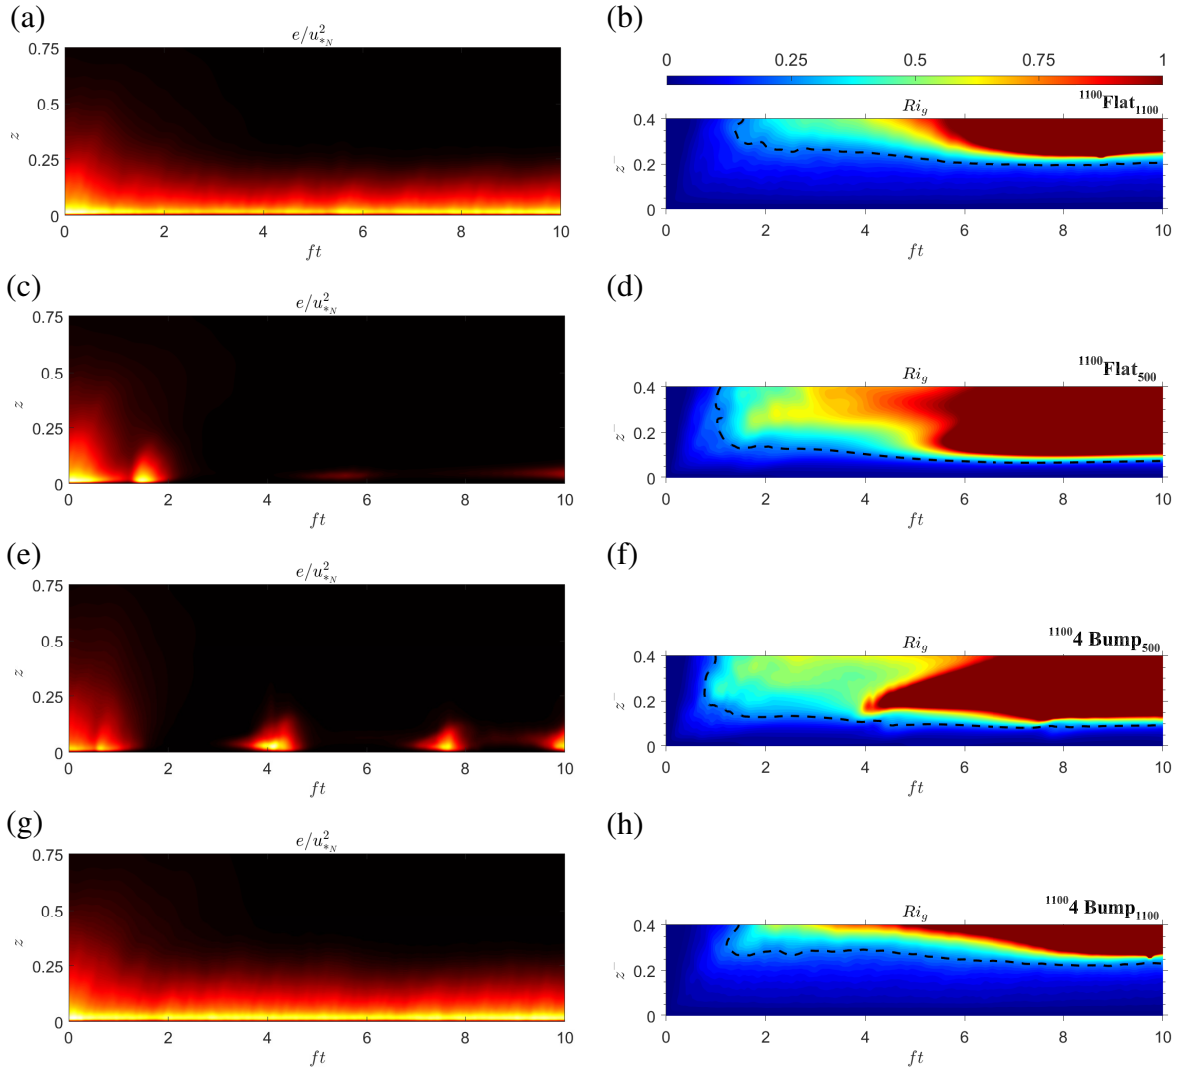 (a)
e/u²*N
0.75
0.5
0.25
0
z
0 2 4 6 8 10
ft
(b)
0 0.25 0.5 0.75 1
Rig
¹¹⁰⁰Flat₁₁₀₀
0.4
0.2
0
z⁻
0 2 4 6 8 10
ft
(c)
e/u²*N
0.75
0.5
0.25
0
z
0 2 4 6 8 10
ft
(d)
Rig
¹¹⁰⁰Flat₅₀₀
0.4
0.2
0
z⁻
0 2 4 6 8 10
ft
(e)
e/u²*N
0.75
0.5
0.25
0
z
0 2 4 6 8 10
ft
(f)
Rig
¹¹⁰⁰4 Bump₅₀₀
0.4
0.2
0
z⁻
0 2 4 6 8 10
ft
(g)
e/u²*N
0.75
0.5
0.25
0
z
0 2 4 6 8 10
ft
(h)
Rig
¹¹⁰⁰4 Bump₁₁₀₀
0.4
0.2
0
z⁻
0 2 4 6 8 10
ft